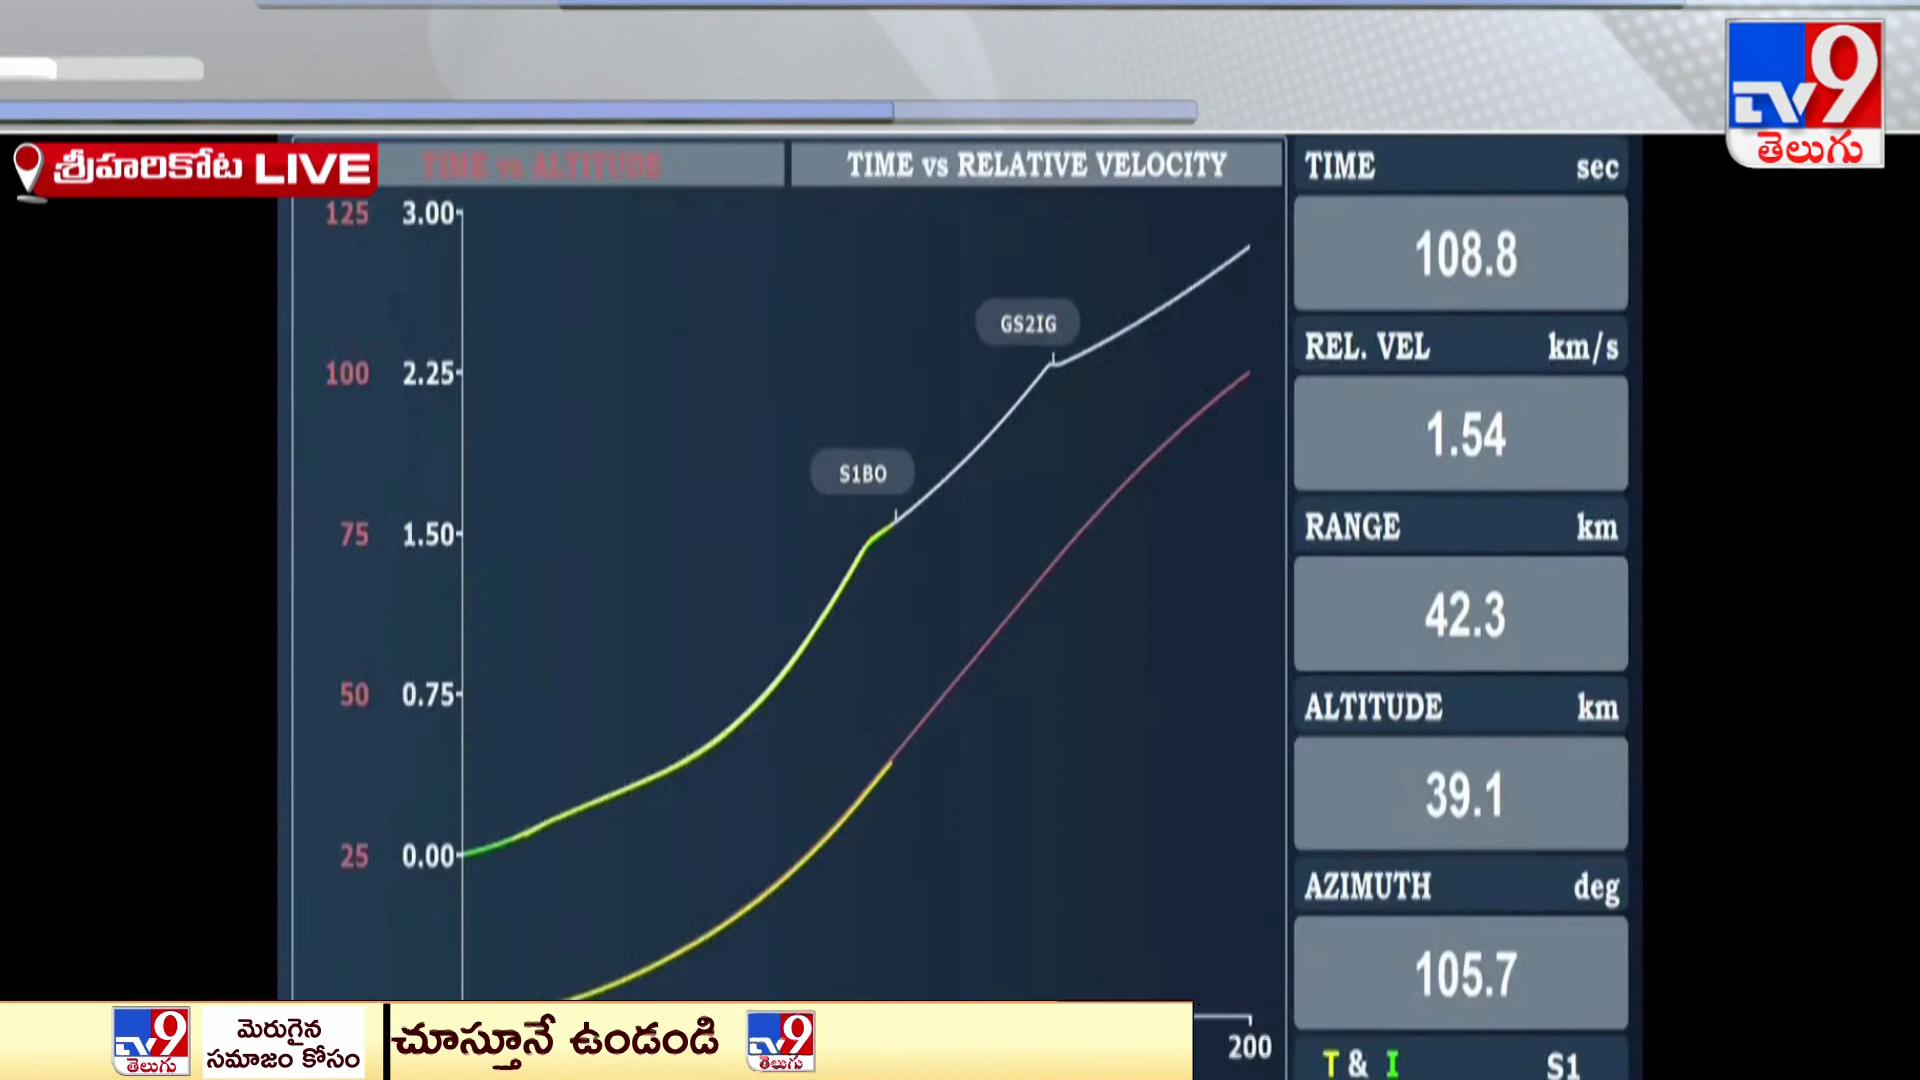 TV9
తెలుగు
శ్రీహరికోట LIVE
TIME vs ALTITUDE
TIME vs RELATIVE VELOCITY
125 3.00
100 2.25
75 1.50
50 0.75
25 0.00
GS2IG
S1BO
200
TIME sec
108.8
REL. VEL km/s
1.54
RANGE km
42.3
ALTITUDE km
39.1
AZIMUTH deg
105.7
T & I S1
TV9
తెలుగు
మెరుగైన
సమాజం కోసం
చూస్తూనే ఉండండి
TV9
తెలుగు